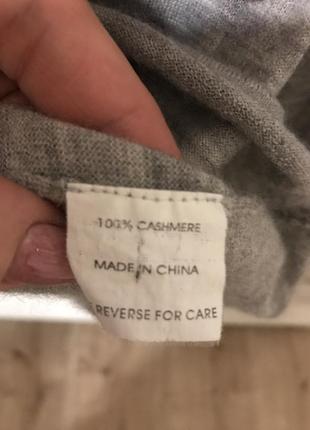 100% CASHMERE
MADE IN CHINA
REVERSE FOR CARE